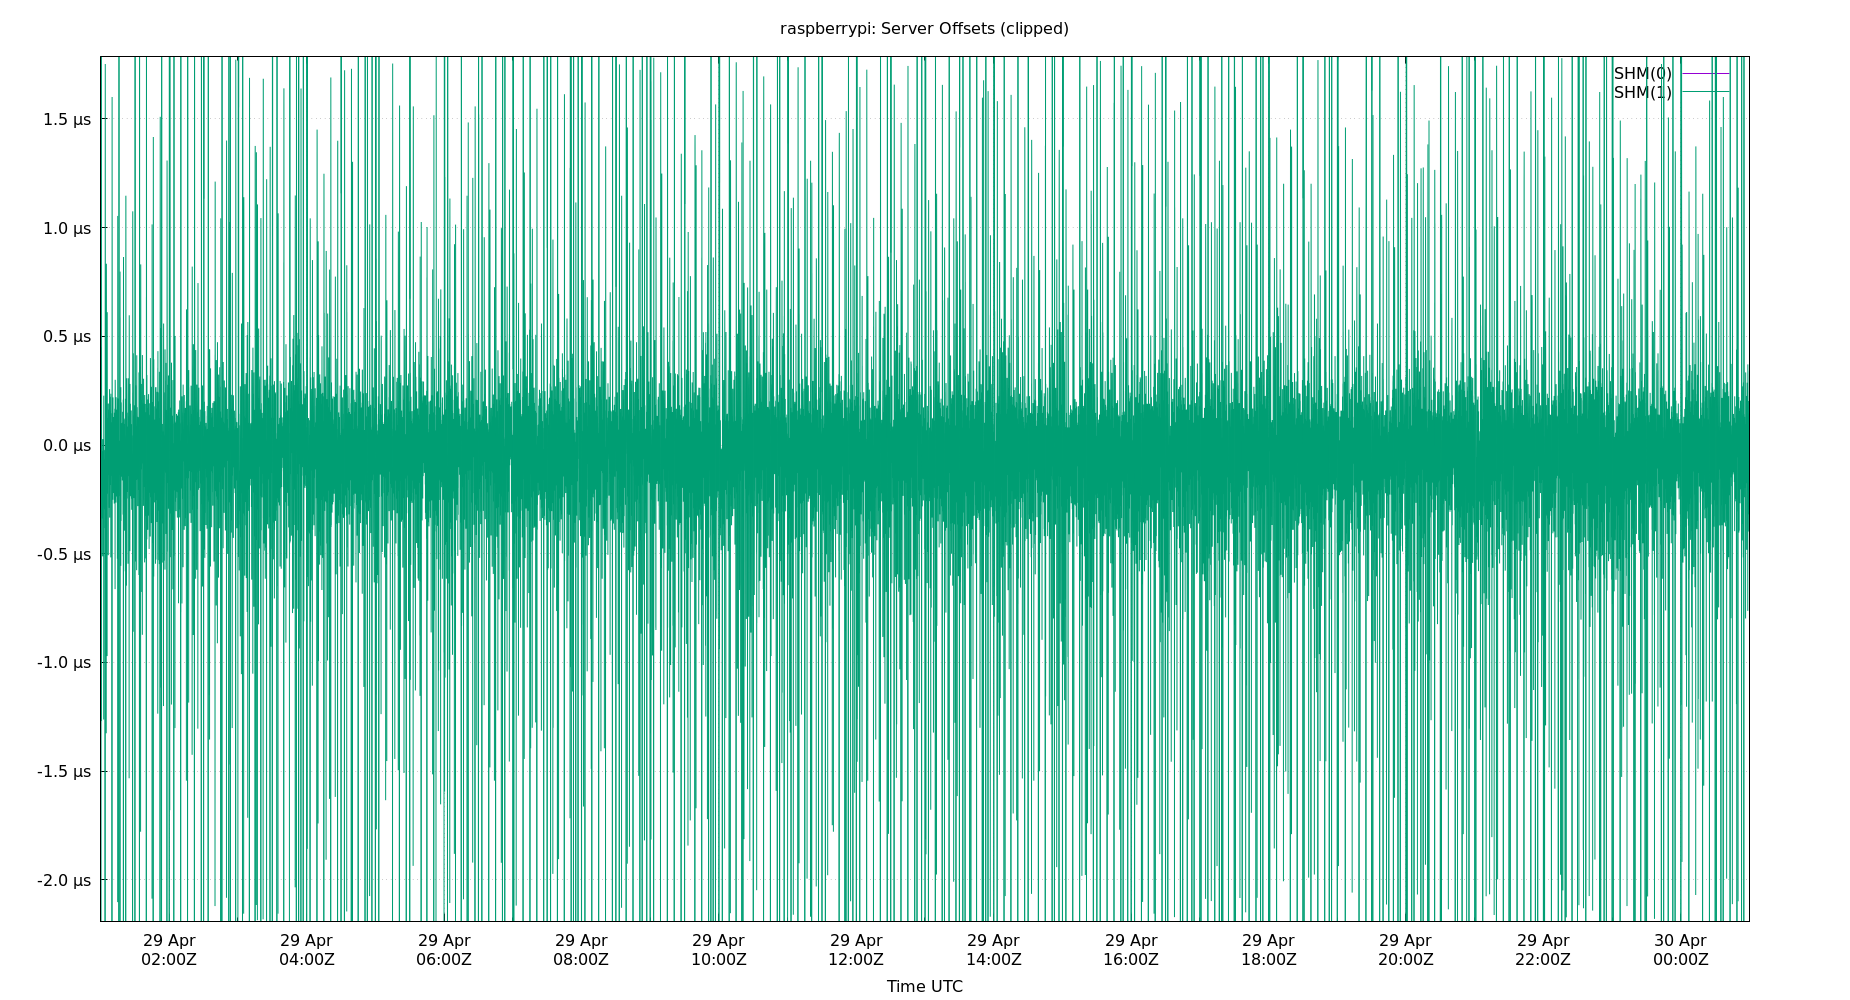 raspberrypi: Server Offsets (clipped)
SHM(0)
SHM(1)
1.5 µs
1.0 µs
0.5 µs
0.0 µs
-0.5 µs
-1.0 µs
-1.5 µs
-2.0 µs
29 Apr 29 Apr 29 Apr 29 Apr 29 Apr 29 Apr 29 Apr 29 Apr 29 Apr 29 Apr 29 Apr 30 Apr
02:00Z 04:00Z 06:00Z 08:00Z 10:00Z 12:00Z 14:00Z 16:00Z 18:00Z 20:00Z 22:00Z 00:00Z
Time UTC